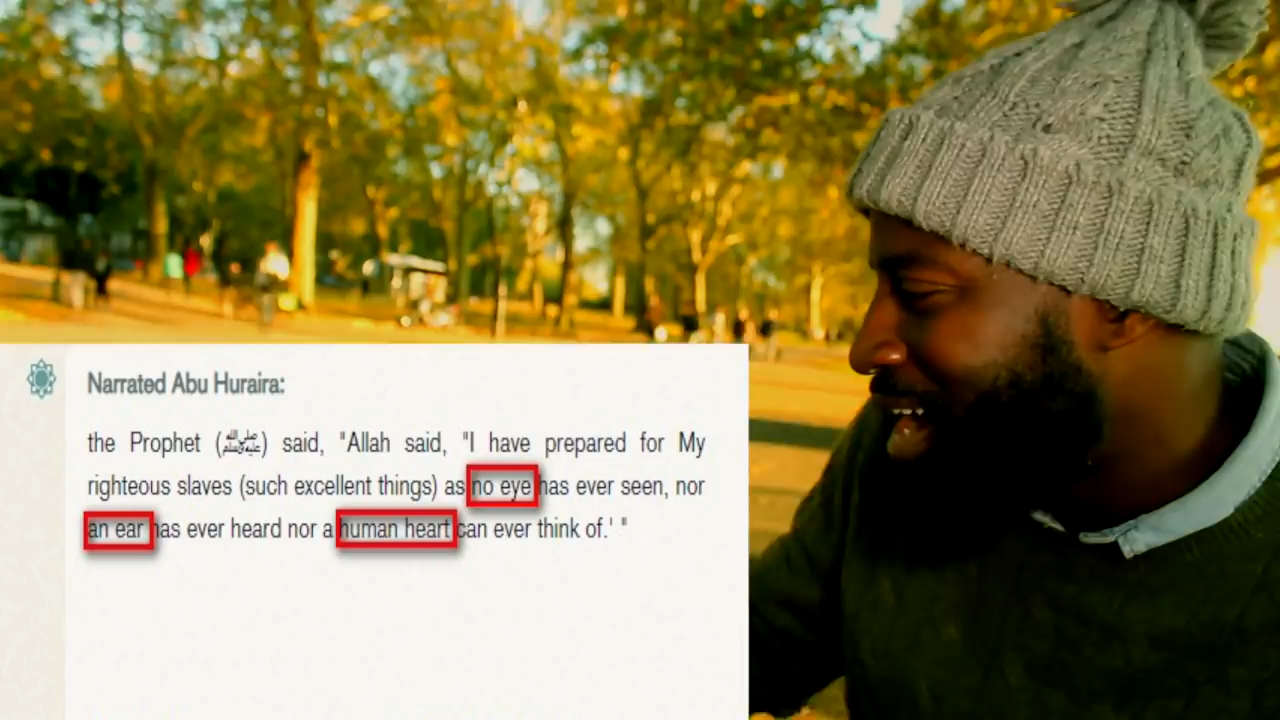 Narrated Abu Huraira:
the Prophet (ﷺ) said, "Allah said, "I have prepared for My
righteous slaves (such excellent things) as no eye has ever seen, nor
an ear has ever heard nor a human heart can ever think of.' "